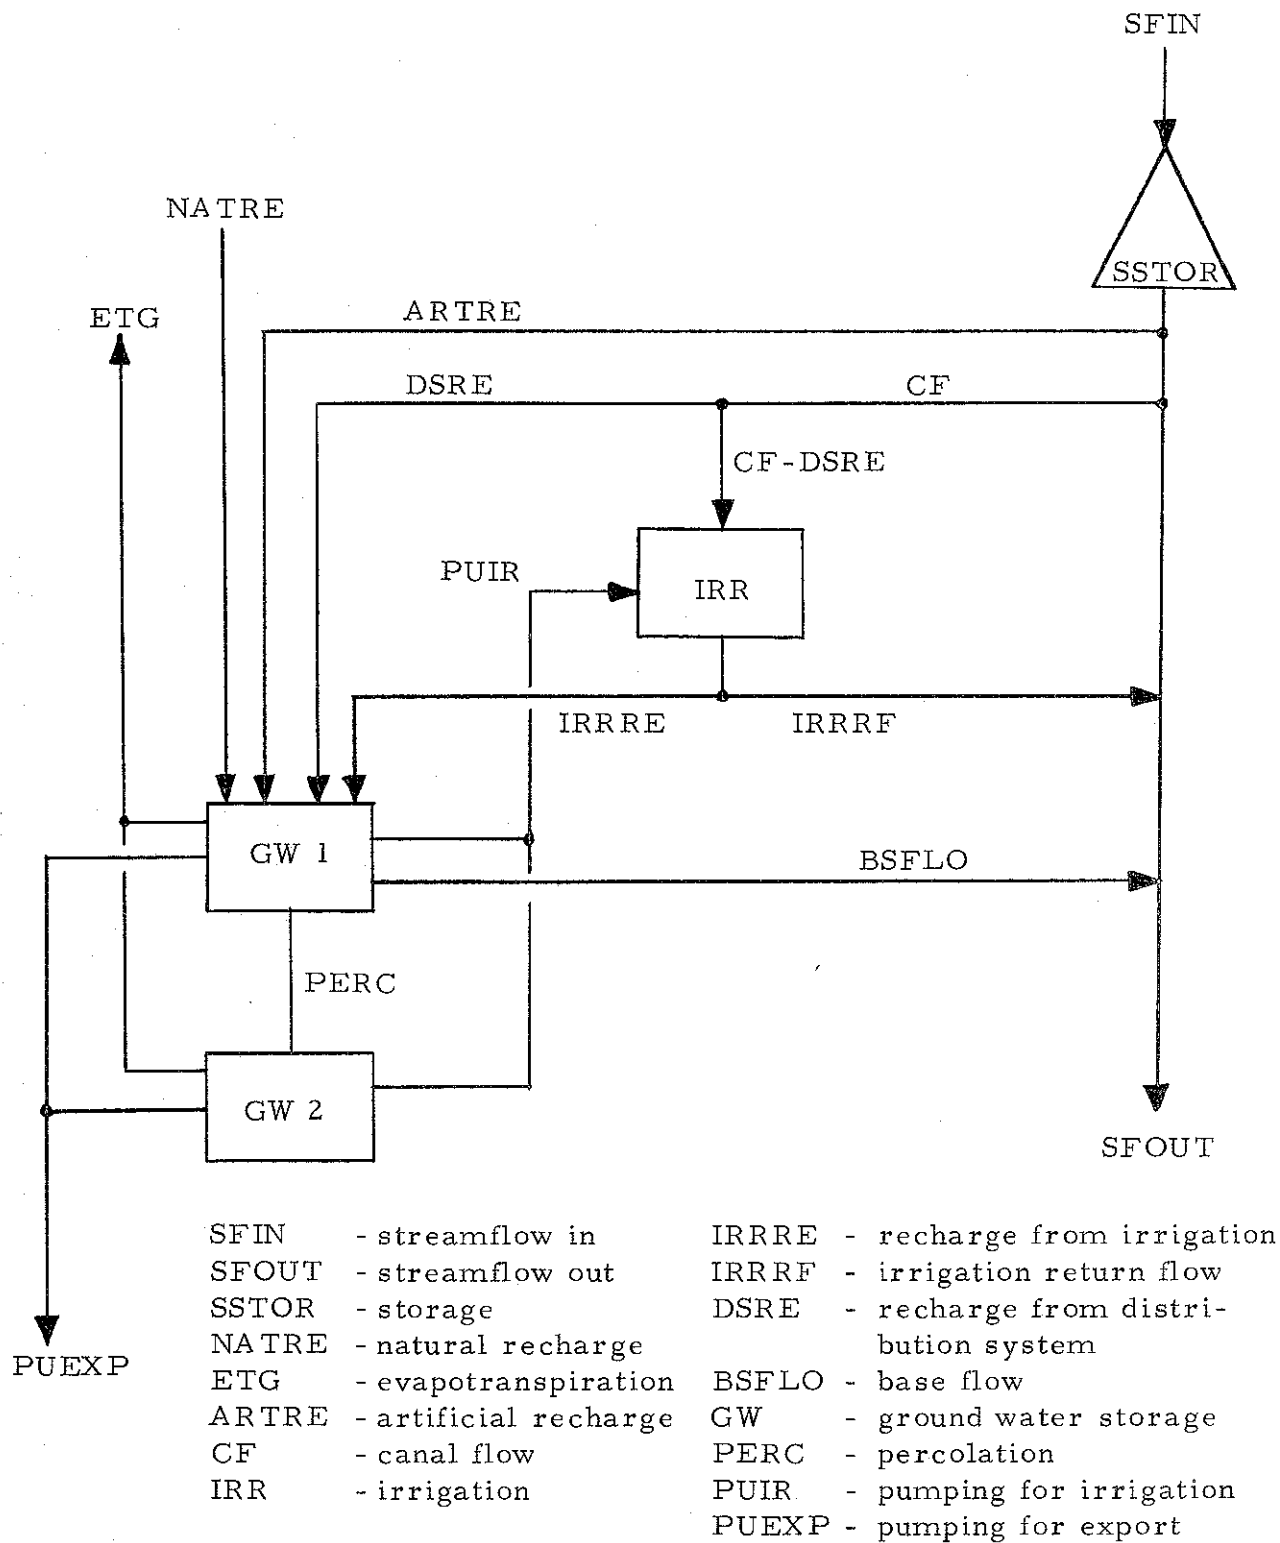 SFIN
SSTOR
NATRE
ETG
ARTRE
DSRE
CF
CF-DSRE
PUIR
IRR
IRRRE
IRRRF
GW 1
BSFLO
PERC
GW 2
SFOUT
PUEXP
SFIN - streamflow in
SFOUT - streamflow out
SSTOR - storage
NATRE - natural recharge
ETG - evapotranspiration
ARTRE - artificial recharge
CF - canal flow
IRR - irrigation
IRRRE - recharge from irrigation
IRRRF - irrigation return flow
DSRE - recharge from distri-
bution system
BSFLO - base flow
GW - ground water storage
PERC - percolation
PUIR - pumping for irrigation
PUEXP - pumping for export